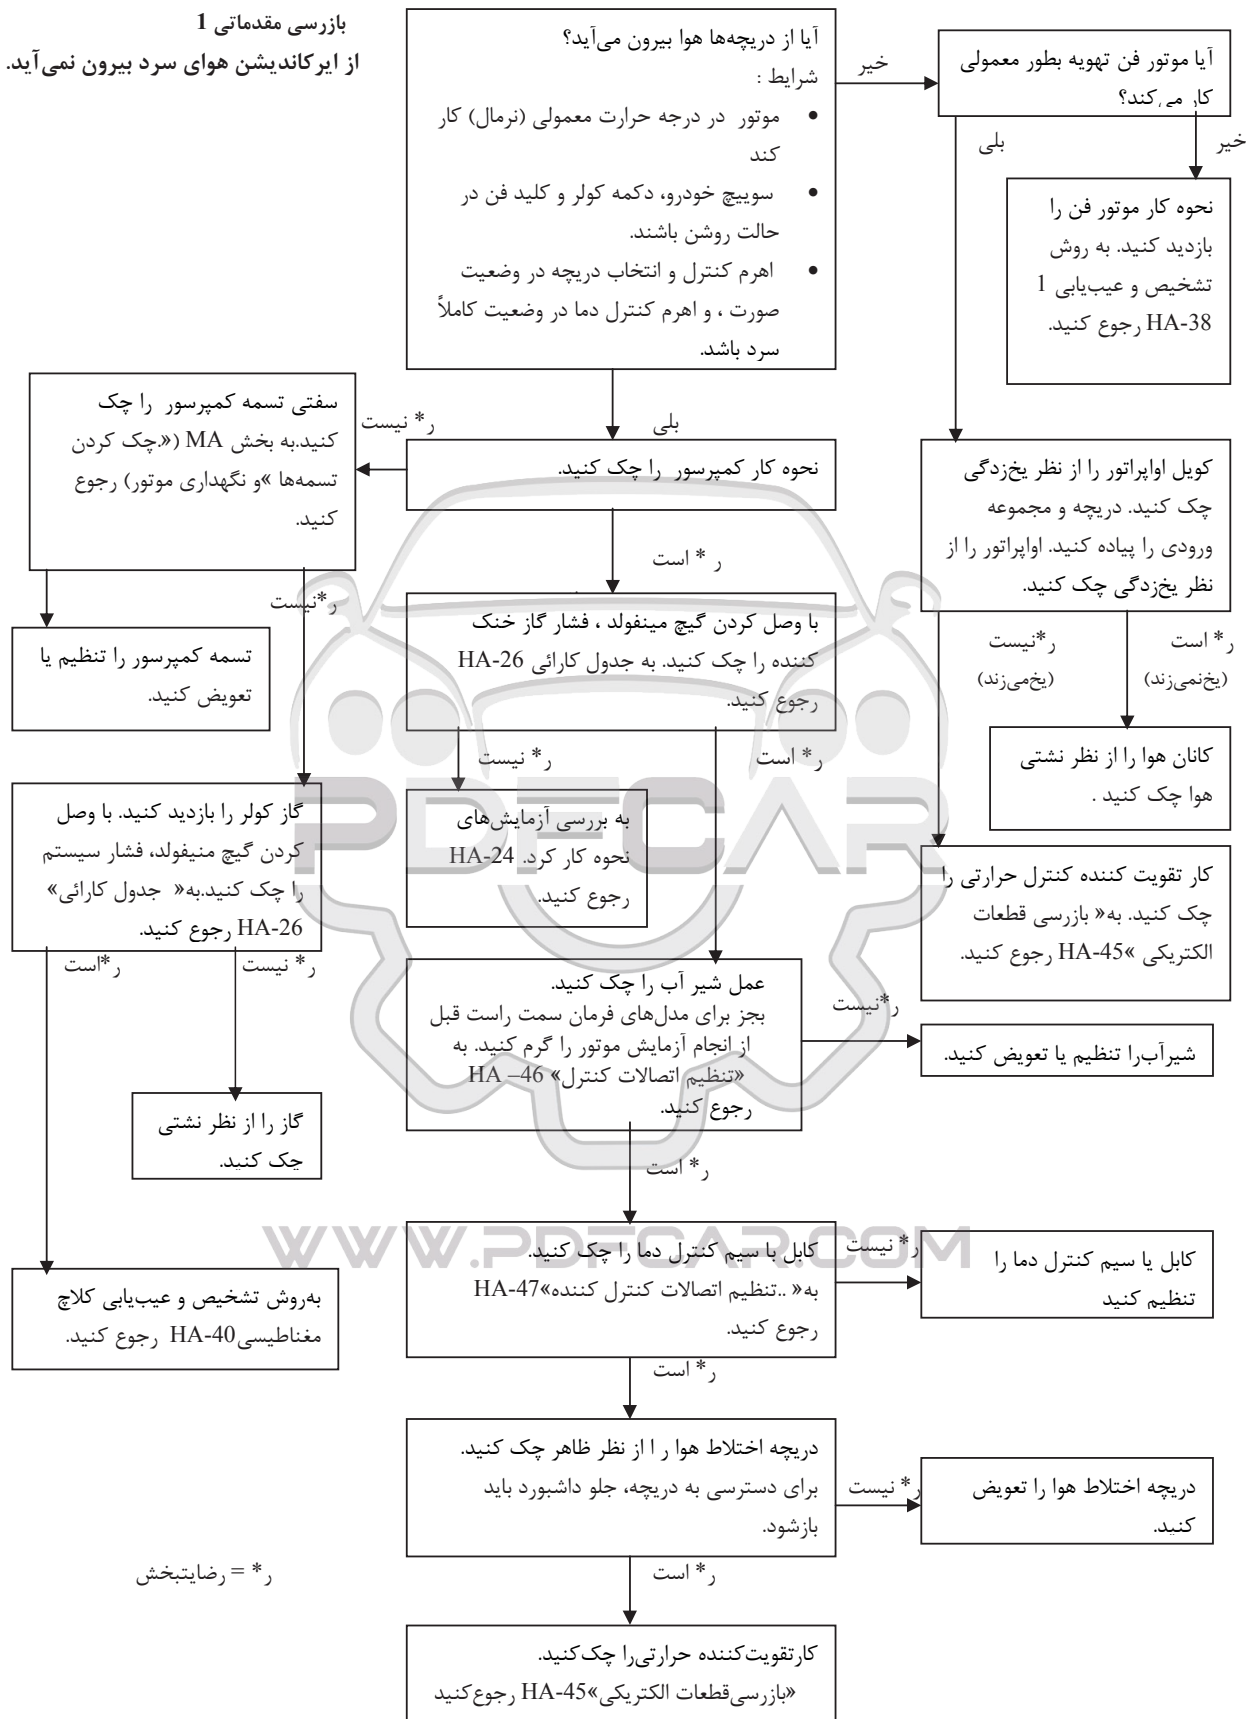 بازرسی مقدماتی 1
از ایرکاندیشن هوای سرد بیرون نمی‌آید.
آیا از دریچه‌ها هوا بیرون می‌آید؟
شرایط :
• موتور در درجه حرارت معمولی (نرمال) کار
کند
• سوییچ خودرو، دکمه کولر و کلید فن در
حالت روشن باشند.
• اهرم کنترل و انتخاب دریچه در وضعیت
صورت ، و اهرم کنترل دما در وضعیت کاملاً
سرد باشد.
خیر
آیا موتور فن تهویه بطور معمولی
کار می‌کند؟
بلی
خیر
نحوه کار موتور فن را
بازدید کنید. به روش
تشخیص و عیب‌یابی 1
HA-38 رجوع کنید.
کویل اواپراتور را از نظر یخ‌زدگی
چک کنید. دریچه و مجموعه
ورودی را پیاده کنید. اواپراتور را از
نظر یخ‌زدگی چک کنید.
ر* است
(یخ‌نمی‌زند)
ر*نیست
(یخ‌می‌زند)
کانان هوا را از نظر نشتی
هوا چک کنید .
کار تقویت کننده کنترل حرارتی را
چک کنید. به« بازرسی قطعات
الکتریکی »HA-45 رجوع کنید.
بلی
نحوه کار کمپرسور را چک کنید.
ر* نیست
سفتی تسمه کمپرسور را چک
کنید.به بخش MA («.چک کردن
تسمه‌ها »و نگهداری موتور) رجوع
کنید.
ر*نیست
تسمه کمپرسور را تنظیم یا
تعویض کنید.
گاز کولر را بازدید کنید. با وصل
کردن گیچ منیفولد، فشار سیستم
را چک کنید.به« جدول کارائی»
HA-26 رجوع کنید.
ر* نیست
ر*است
گاز را از نظر نشتی
چک کنید.
به‌روش تشخیص و عیب‌یابی کلاچ
مغناطیسیHA-40 رجوع کنید.
ر * است
با وصل کردن گیچ مینفولد ، فشار گاز خنک
کننده را چک کنید. به جدول کارائی HA-26
رجوع کنید.
ر* نیست
ر* است
به بررسی آزمایش‌های
نحوه کار کرد. HA-24
رجوع کنید.
عمل شیر آب را چک کنید.
بجز برای مدل‌های فرمان سمت راست قبل
از انجام آزمایش موتور را گرم کنید. به
«تنظیم اتصالات کنترل» HA –46
رجوع کنید.
ر*نیست
شیرآب‌را تنظیم یا تعویض کنید.
ر* است
کابل با سیم کنترل دما را چک کنید.
به« ..تنظیم اتصالات کنترل کننده»HA-47
رجوع کنید.
ر* نیست
کابل یا سیم کنترل دما را
تنظیم کنید
ر* است
دریچه اختلاط هوا ر ا از نظر ظاهر چک کنید.
برای دسترسی به دریچه، جلو داشبورد باید
بازشود.
ر* نیست
دریچه اختلاط هوا را تعویض
کنید.
ر* است
کارتقویت‌کننده حرارتی‌را چک‌کنید.
«بازرسی‌قطعات الکتریکی»HA-45 رجوع‌کنید
ر* = رضایتبخش
PDFCAR
WWW.PDFCAR.COM